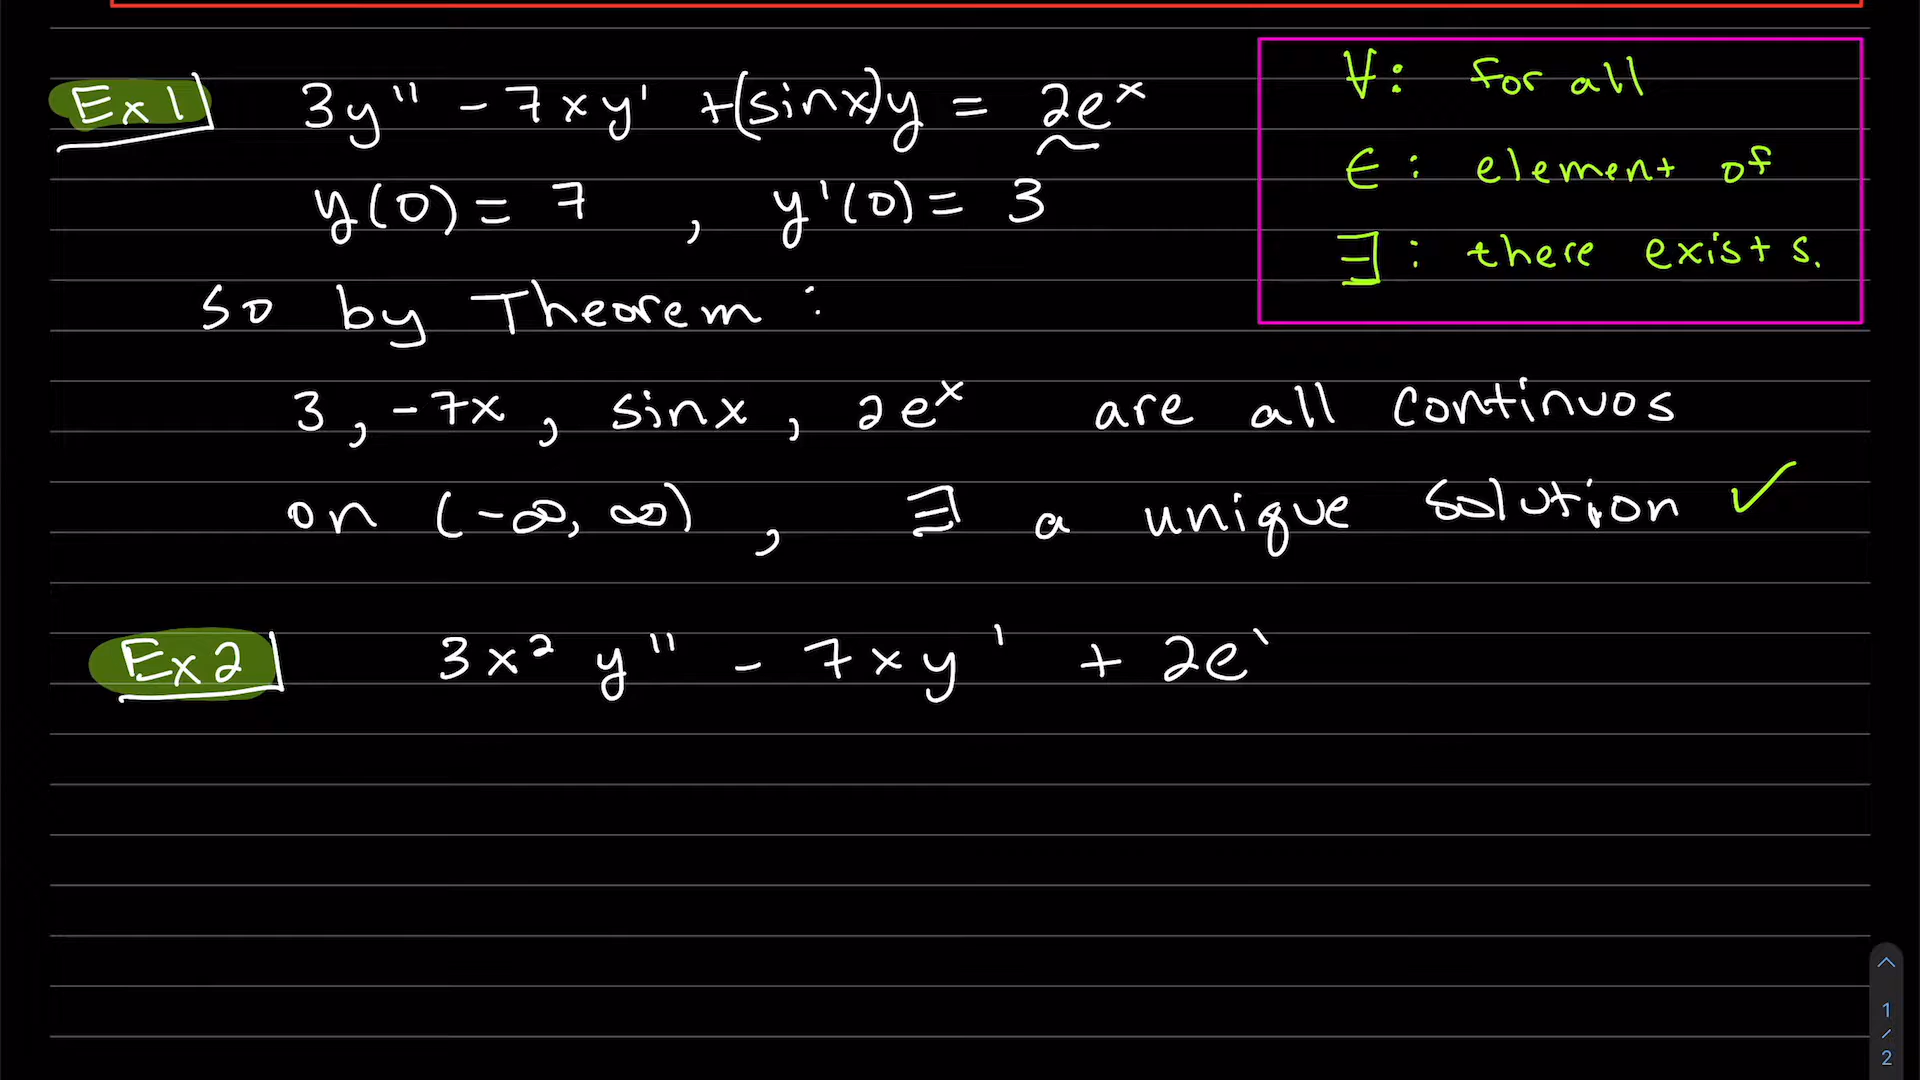 Ex 1 3y'' - 7xy' + (sinx)y = 2e^x
y(0) = 7 , y'(0) = 3
So by Theorem :
3 , -7x , sinx , 2e^x are all continuos
on (-∞, ∞) , ∃ a unique solution ✓
∀ : for all
∈ : element of
∃ : there exists.
Ex 2 3x² y'' - 7xy' + 2e'
1
/
2